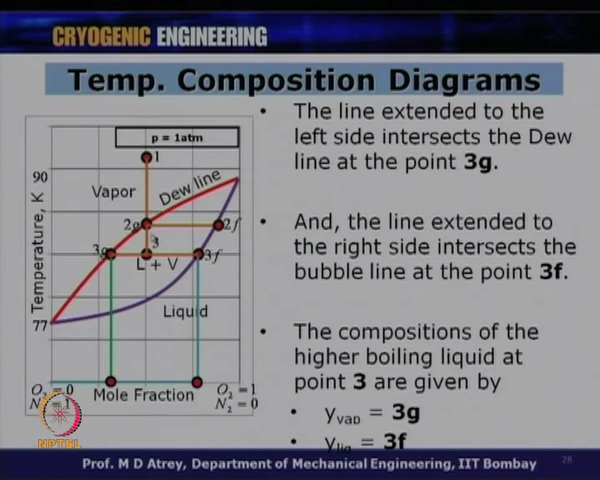 CRYOGENIC ENGINEERING
Temp. Composition Diagrams
p = 1atm
1
90
Vapor
Dew line
2g
2f
3
3g
3f
L + V
Temperature, K
Liquid
77
O₂=0
N₂=1
Mole Fraction
O₂=1
N₂=0
• The line extended to the
left side intersects the Dew
line at the point 3g.
• And, the line extended to
the right side intersects the
bubble line at the point 3f.
• The compositions of the
higher boiling liquid at
point 3 are given by
• yvap = 3g
• yliq = 3f
NPTEL
Prof. M D Atrey, Department of Mechanical Engineering, IIT Bombay
28